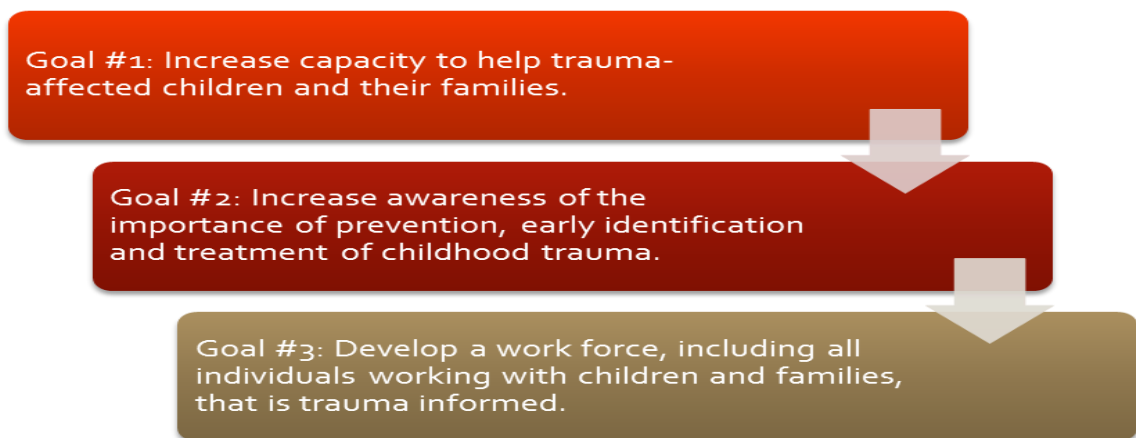 Goal #1: Increase capacity to help trauma-
affected children and their families.
Goal #2: Increase awareness of the
importance of prevention, early identification
and treatment of childhood trauma.
Goal #3: Develop a work force, including all
individuals working with children and families,
that is trauma informed.